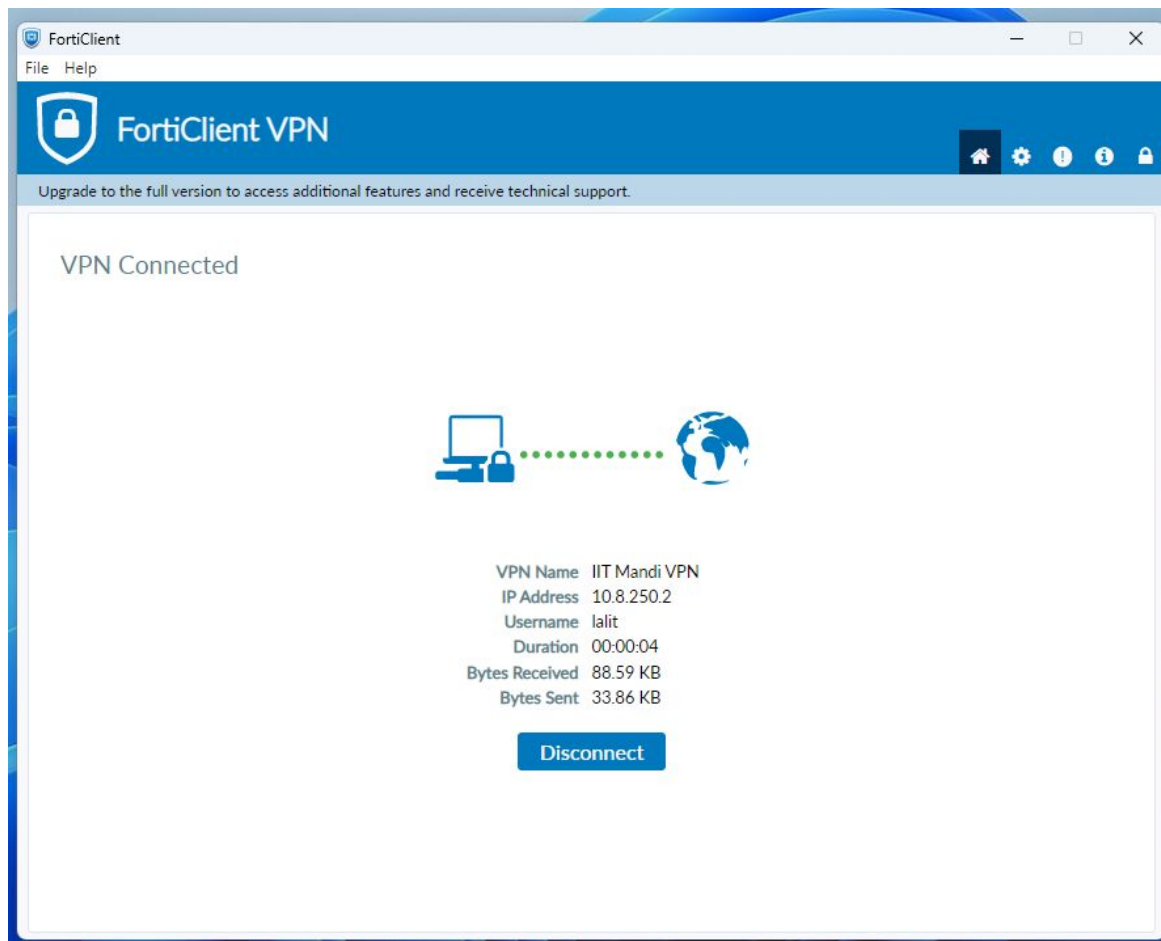 FortiClient
File Help
FortiClient VPN
Upgrade to the full version to access additional features and receive technical support.
VPN Connected
VPN Name IIT Mandi VPN
IP Address 10.8.250.2
Username lalit
Duration 00:00:04
Bytes Received 88.59 KB
Bytes Sent 33.86 KB
Disconnect